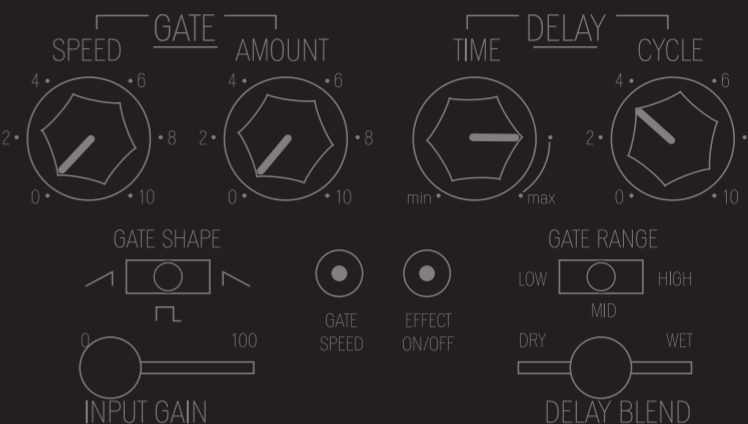 GATE
DELAY
SPEED
AMOUNT
TIME
CYCLE
4
6
4
6
4
6
2
8
2
8
2
0
10
0
10
min
max
0
10
GATE SHAPE
GATE RANGE
LOW
HIGH
MID
GATE
SPEED
EFFECT
ON/OFF
0
100
DRY
WET
INPUT GAIN
DELAY BLEND